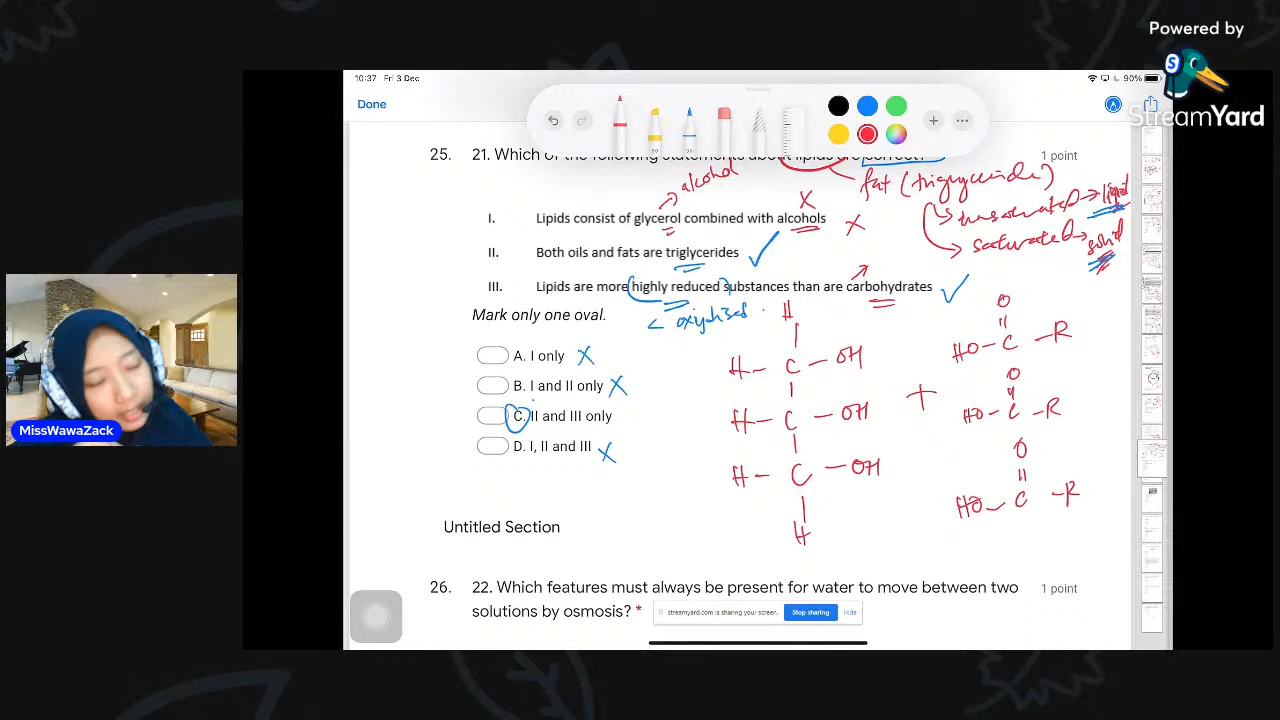 Powered by
StreamYard
10:37 Fri 3 Dec
90%
Done
25. 21. Which of the following statements about lipids are correct?
1 point
alcohol
fat (triglyceride)
unsaturated → liquid
saturated → solid
I. Lipids consist of glycerol combined with alcohols
X
X
II. Both oils and fats are triglycerides
III. Lipids are more highly reduced substances than are carbohydrates
< oxydised
Mark only one oval.
A. I only X
B. I and II only X
C. II and III only
D. I, II and III X
H
H - C - OH
H - C - OH
H - C - OH
H
+
O
HO - C - R
O
HO - C - R
O
HO - C - R
MissWawaZack
Untitled Section
26. 22. Which features must always be present for water to move between two
1 point
solutions by osmosis? *
streamyard.com is sharing your screen.
Stop sharing
Hide